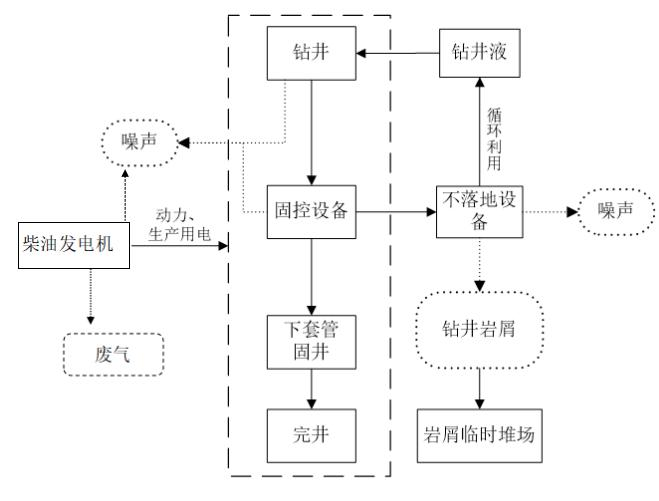 钻井
钻井液
噪声
循环利用
固控设备
不落地设
备
噪声
动力、
生产用电
柴油发电机
废气
下套管
固井
钻井岩屑
完井
岩屑临时堆场